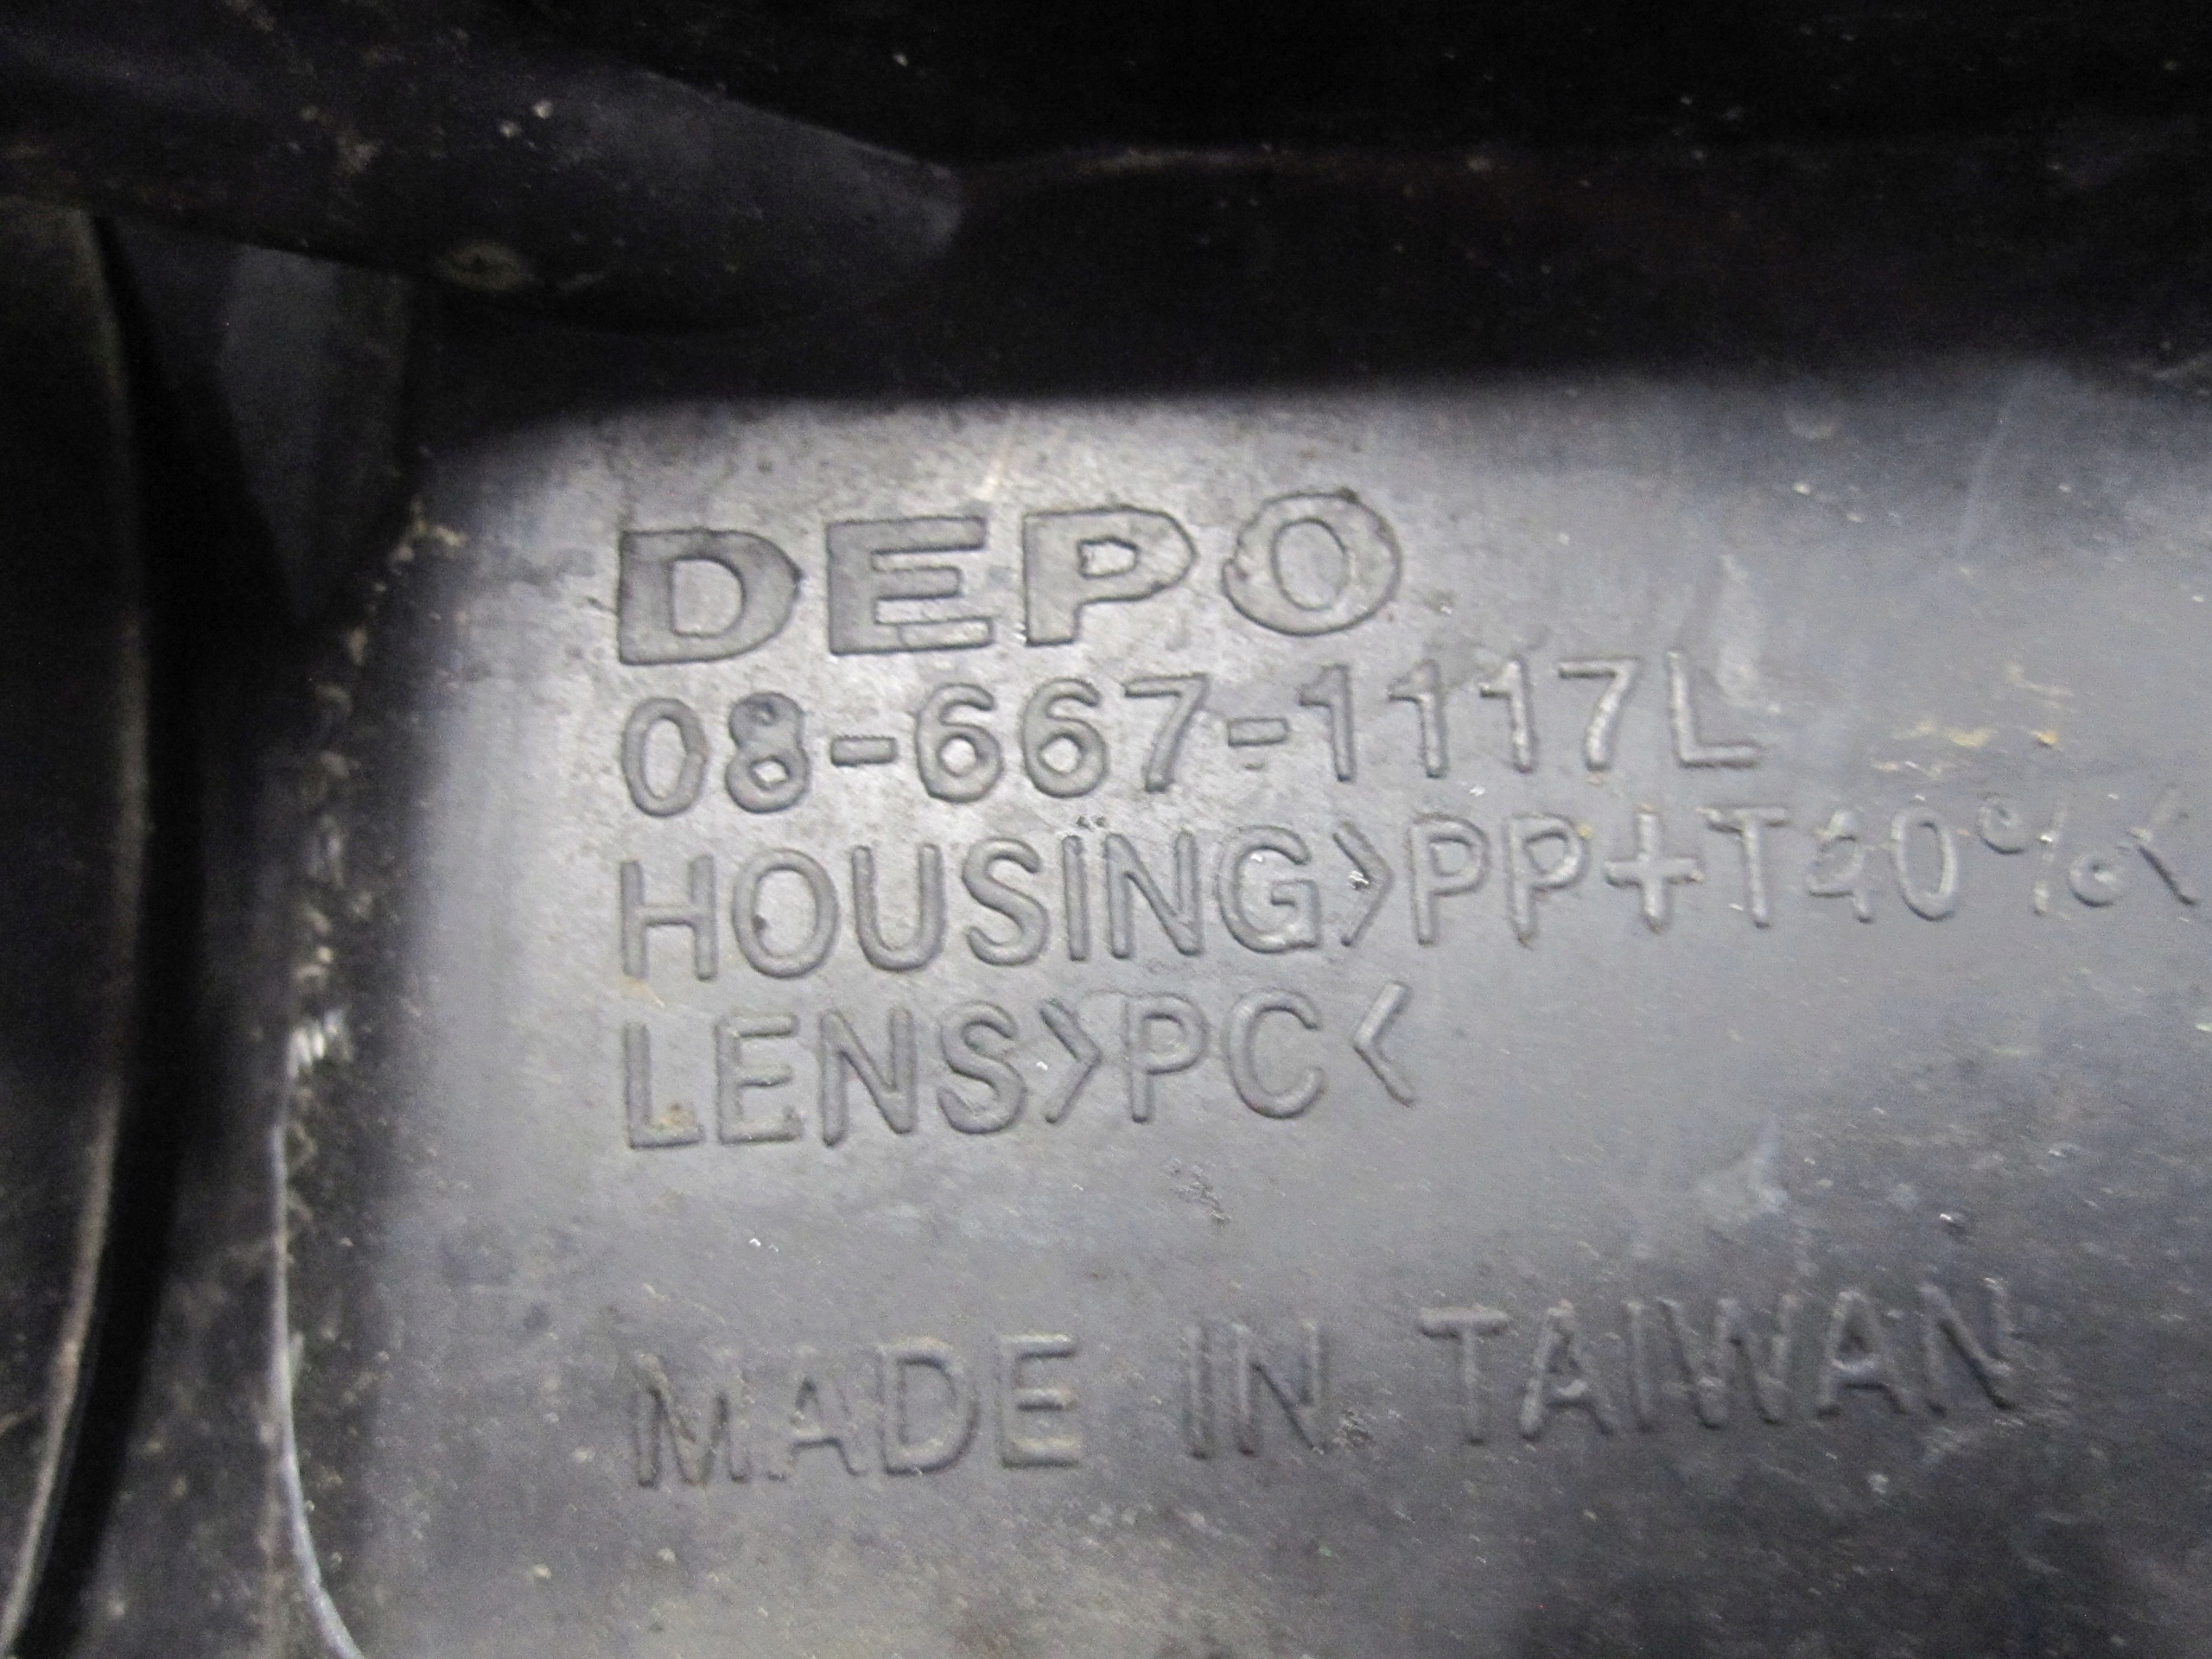 DEPO
08-667-1117L
HOUSING>PP+T40%<
LENS>PC<
MADE IN TAIWAN